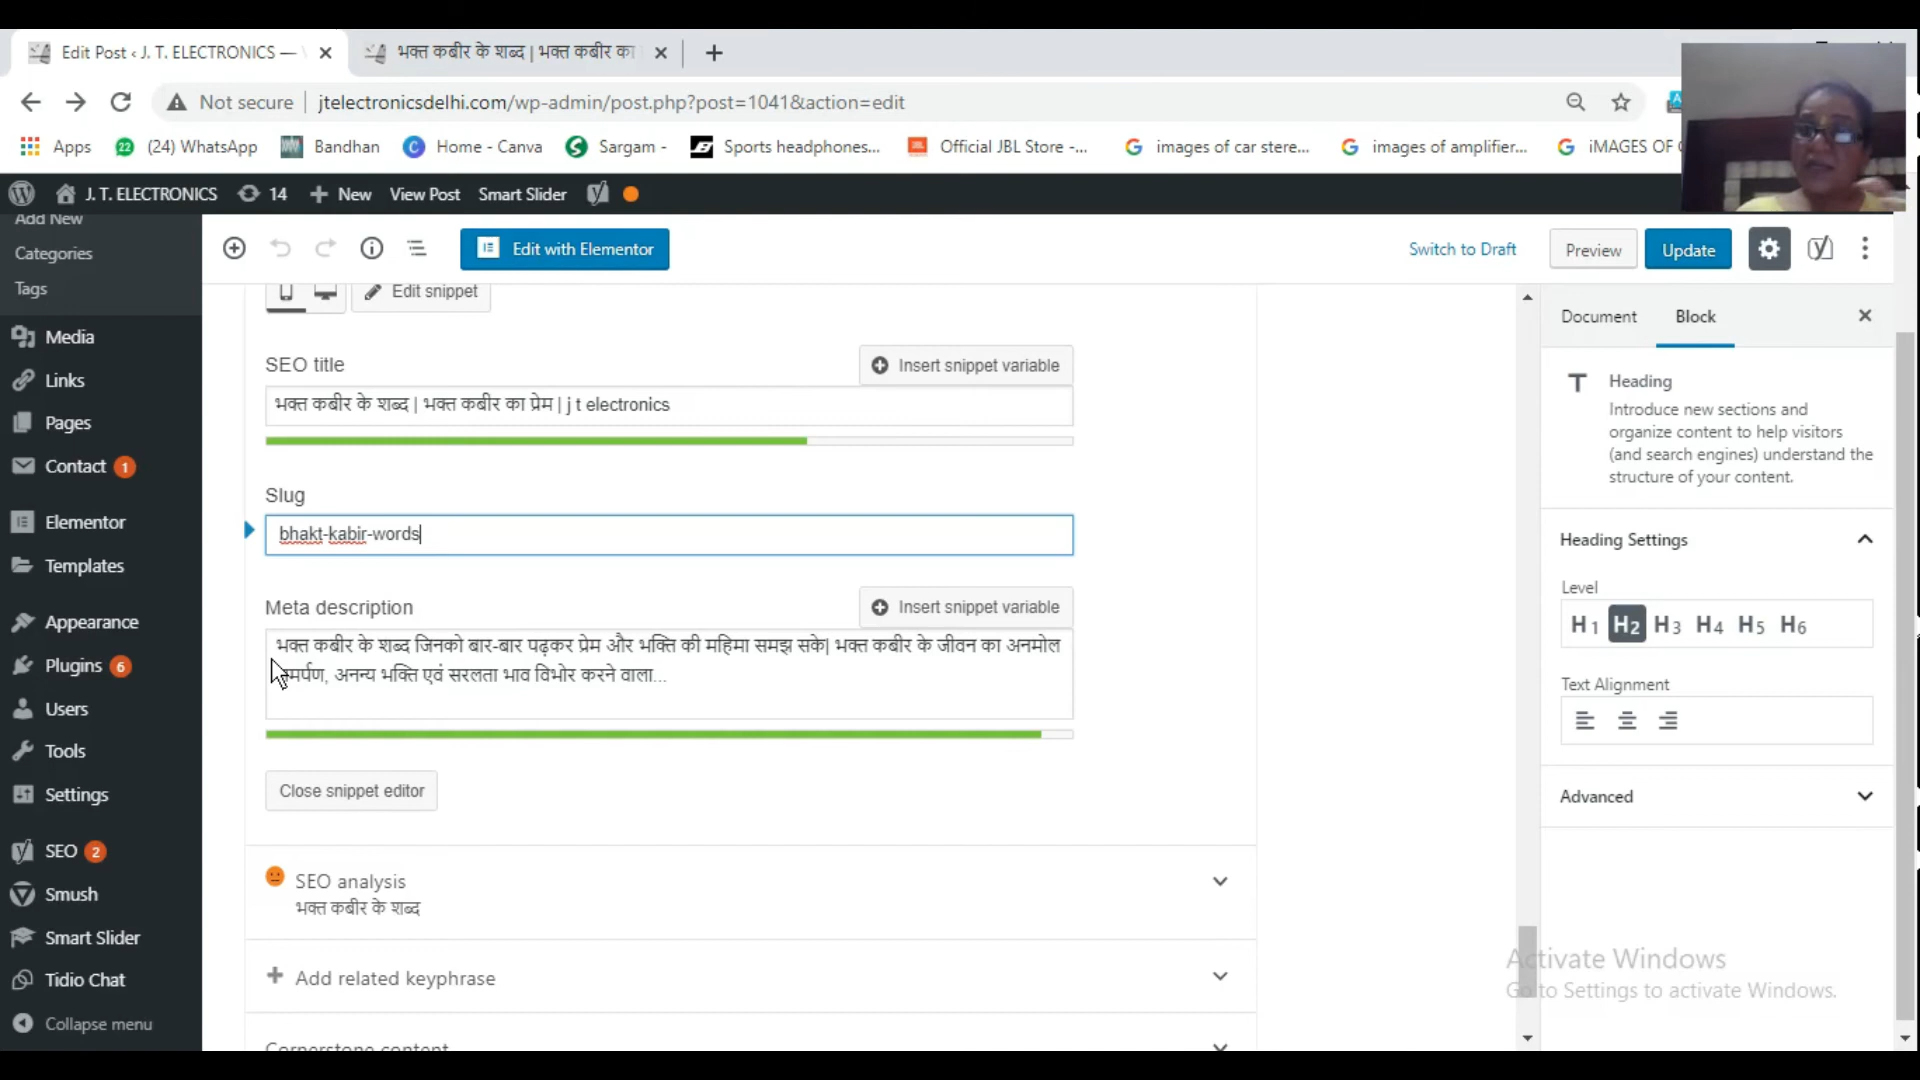 Edit Post ‹ J. T. ELECTRONICS —
भक्त कबीर के शब्द | भक्त कबीर का
Not secure
jtelectronicsdelhi.com/wp-admin/post.php?post=1041&action=edit
Apps
22
(24) WhatsApp
Bandhan
Home - Canva
Sargam -
Sports headphones...
Official JBL Store -...
images of car stere...
images of amplifier...
iMAGES OF
J. T. ELECTRONICS
14
New
View Post
Smart Slider
Add New
Categories
Tags
Media
Links
Pages
Contact 1
Elementor
Templates
Appearance
Plugins 6
Users
Tools
Settings
SEO 2
Smush
Smart Slider
Tidio Chat
Collapse menu
Edit with Elementor
Switch to Draft
Preview
Update
Edit snippet
SEO title
Insert snippet variable
भक्त कबीर के शब्द | भक्त कबीर का प्रेम | j t electronics
Slug
bhakt-kabir-words
Meta description
Insert snippet variable
भक्त कबीर के शब्द जिनको बार-बार पढ़कर प्रेम और भक्ति की महिमा समझ सके| भक्त कबीर के जीवन का अनमोल
मर्पण, अनन्य भक्ति एवं सरलता भाव विभोर करने वाला...
Close snippet editor
SEO analysis
भक्त कबीर के शब्द
Add related keyphrase
Cornerstone content
Document
Block
Heading
Introduce new sections and
organize content to help visitors
(and search engines) understand the
structure of your content.
Heading Settings
Level
H1 H2 H3 H4 H5 H6
Text Alignment
Advanced
Activate Windows
Go to Settings to activate Windows.